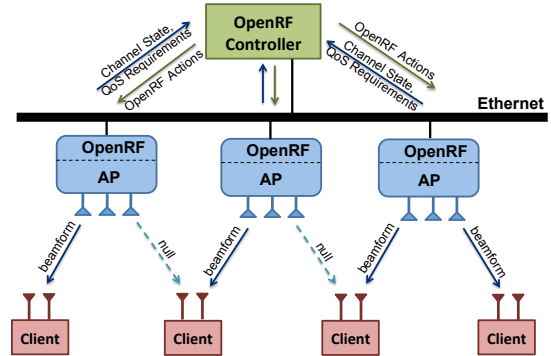 OpenRF
Controller
Channel State,
QoS Requirements
OpenRF Actions
OpenRF Actions
Channel State,
QoS Requirements
Ethernet
OpenRF
AP
OpenRF
AP
OpenRF
AP
beamform
null
beamform
null
beamform
beamform
Client
Client
Client
Client